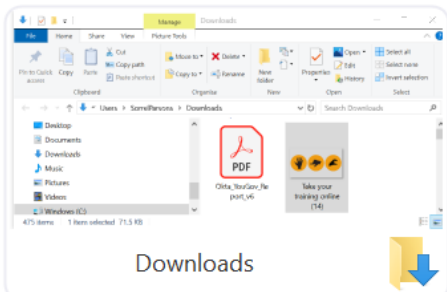 Manage Downloads
File Home Share View Picture Tools
Pin to Quick access
Copy
Paste
Cut
Copy path
Paste shortcut
Clipboard
Move to
Copy to
Delete
Rename
Organise
New folder
New
Properties
Open
Edit
History
Open
Select all
Select none
Invert selection
Select
Users > SomelParvons > Downloads
Search Downloads
Desktop
Documents
Downloads
Music
Pictures
Videos
Windows (C:)
PDF
Okta_YouGov_Re
port_v6
Take your
training online
(14)
475 items 1 item selected 71.5 KB
Downloads